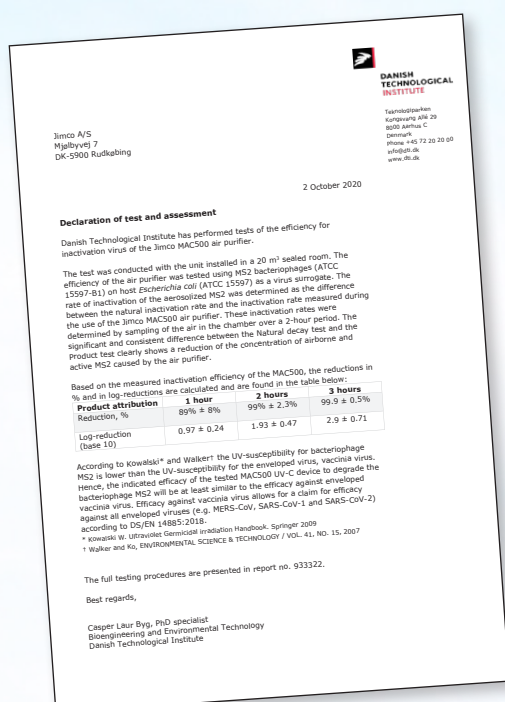 DANISH
TECHNOLOGICAL
INSTITUTE
Teknologiparken
Kongsvang Allé 29
8000 Aarhus C
Denmark
Phone +45 72 20 20 00
info@dti.dk
www.dti.dk
Jimco A/S
Mjølbyvej 7
DK-5900 Rudkøbing
2 October 2020
Declaration of test and assessment
Danish Technological Institute has performed tests of the efficiency for
inactivation virus of the Jimco MAC500 air purifier.
The test was conducted with the unit installed in a 20 m³ sealed room. The
efficiency of the air purifier was tested using MS2 bacteriophages (ATCC
15597-B1) on host Escherichia coli (ATCC 15597) as a virus surrogate. The
rate of inactivation of the aerosolized MS2 was determined as the difference
between the natural inactivation rate and the inactivation rate measured during
the use of the Jimco MAC500 air purifier. These inactivation rates were
determined by sampling of the air in the chamber over a 2-hour period. The
significant and consistent difference between the Natural decay test and the
Product test clearly shows a reduction of the concentration of airborne and
active MS2 caused by the air purifier.
Based on the measured inactivation efficiency of the MAC500, the reductions in
% and in log-reductions are calculated and are found in the table below:
Product attribution 1 hour 2 hours 3 hours
Reduction, % 89% ± 8% 99% ± 2,3% 99.9 ± 0.5%
Log-reduction 0.97 ± 0,24 1.93 ± 0.47 2.9 ± 0.71
(base 10)
According to Kowalski* and Walker† the UV-susceptibility for bacteriophage
MS2 is lower than the UV-susceptibility for the enveloped virus, vaccinia virus.
Hence, the indicated efficacy of the tested MAC500 UV-C device to degrade the
bacteriophage MS2 will be at least similar to the efficacy against enveloped
vaccinia virus. Efficacy against vaccinia virus allows for a claim for efficacy
against all enveloped viruses (e.g. MERS-CoV, SARS-CoV-1 and SARS-CoV-2)
according to DS/EN 14885:2018.
* Kowalski W. Ultraviolet Germicidal Irradiation Handbook. Springer 2009
† Walker and Ko, ENVIRONMENTAL SCIENCE & TECHNOLOGY / VOL. 41, NO. 15, 2007
The full testing procedures are presented in report no. 933322.
Best regards,
Casper Laur Byg, PhD specialist
Bioengineering and Environmental Technology
Danish Technological Institute